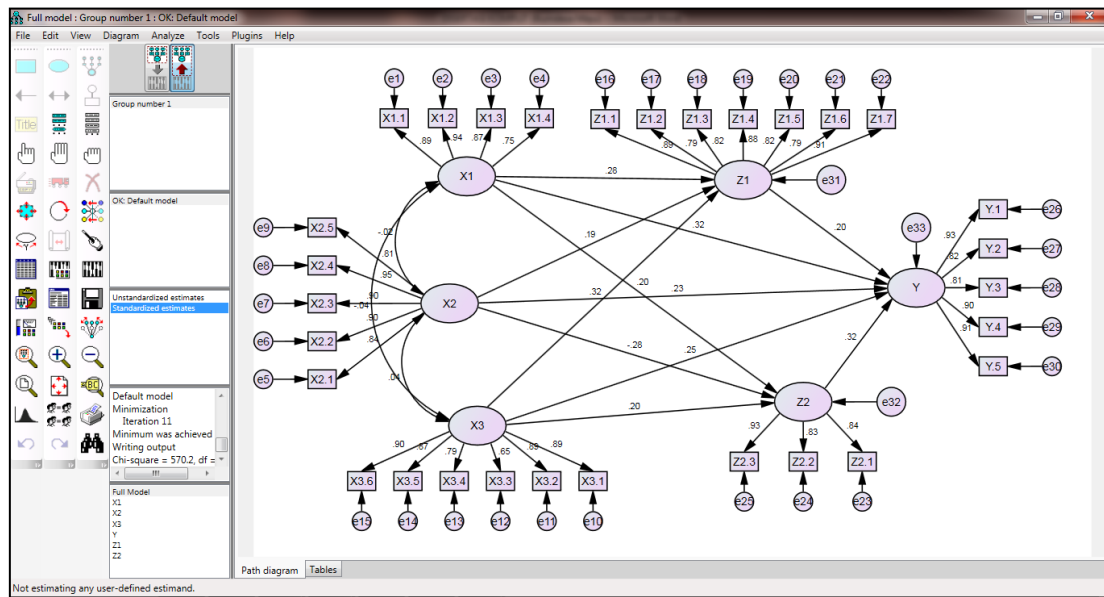 Full model : Group number 1 : OK: Default model
File Edit View Diagram Analyze Tools Plugins Help
Title
Group number 1
OK: Default model
Unstandardized estimates
Standardized estimates
Default model
Minimization
Iteration 11
Minimum was achieved
Writing output
Chi-square = 570.2, df =
Full Model
X1
X2
X3
Y
Z1
Z2
e1 e2 e3 e4 e16 e17 e18 e19 e20 e21 e22
X1.1 X1.2 X1.3 X1.4 Z1.1 Z1.2 Z1.3 Z1.4 Z1.5 Z1.6 Z1.7
.89 .94 .87 .75 .89 .79 .82 .88 .82 .79 .91
X1 .28 Z1 e31
e9 X2.5 -.02 .19 .32 .20 e33 Y.1 e26
.81 .93
e8 X2.4 .82 Y.2 e27
.95 .20
e7 X2.3 .90 -.04 X2 .32 .23 Y .81 Y.3 e28
e6 X2.2 .90 .90 Y.4 e29
e5 X2.1 .84 -.28 .25 .32 .91 Y.5 e30
.04
X3 .20 Z2 e32
.90 .87 .79 .65 .89 .89 .93 .83 .84
X3.6 X3.5 X3.4 X3.3 X3.2 X3.1 Z2.3 Z2.2 Z2.1
e15 e14 e13 e12 e11 e10 e25 e24 e23
Path diagram Tables
Not estimating any user-defined estimand.